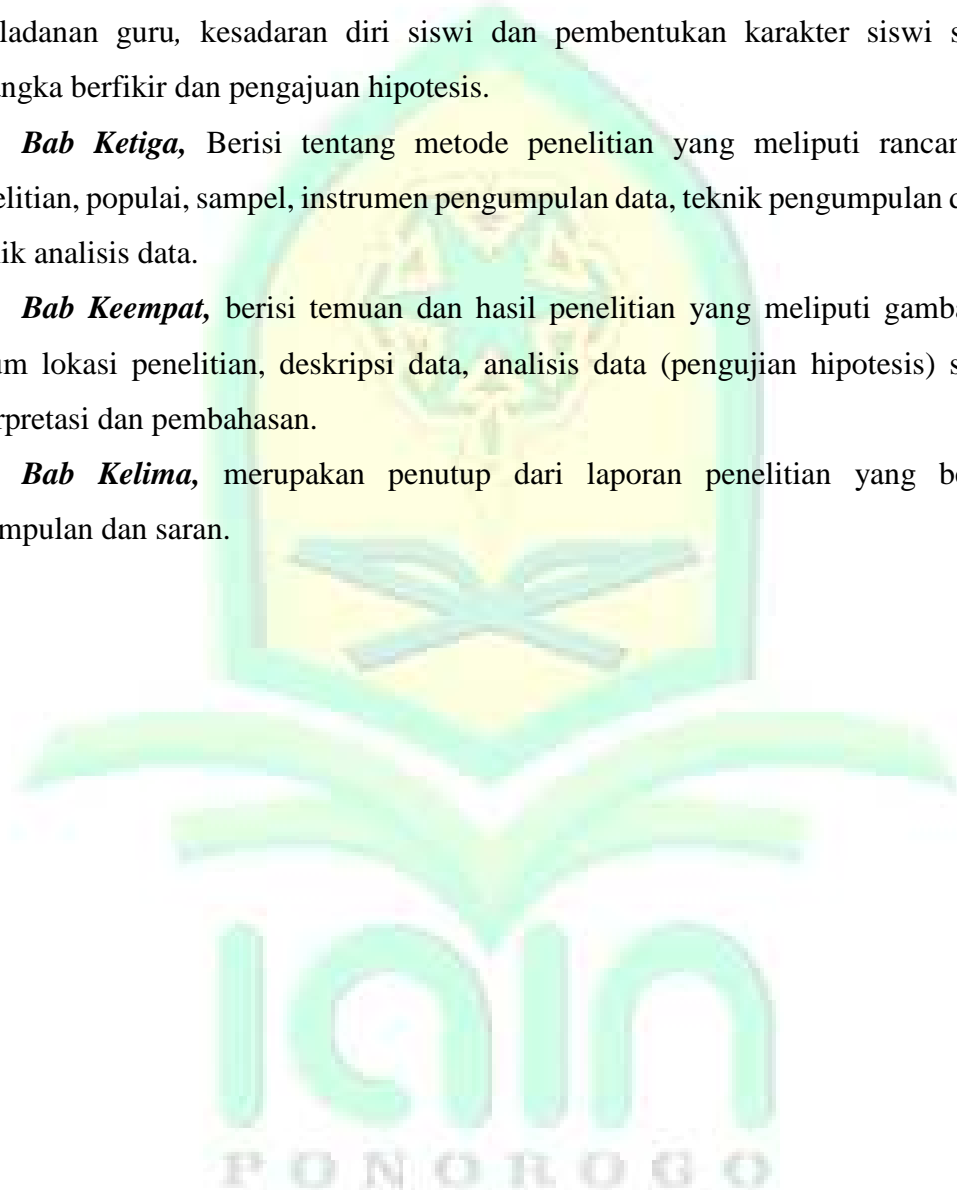 ladanan guru, kesadaran diri siswi dan pembentukan karakter siswi s
angka berfikir dan pengajuan hipotesis.
Bab Ketiga, Berisi tentang metode penelitian yang meliputi rancan
elitian, populai, sampel, instrumen pengumpulan data, teknik pengumpulan d
ik analisis data.
Bab Keempat, berisi temuan dan hasil penelitian yang meliputi gamba
um lokasi penelitian, deskripsi data, analisis data (pengujian hipotesis) s
rpretasi dan pembahasan.
Bab Kelima, merupakan penutup dari laporan penelitian yang be
mpulan dan saran.
iain
PONOROGO